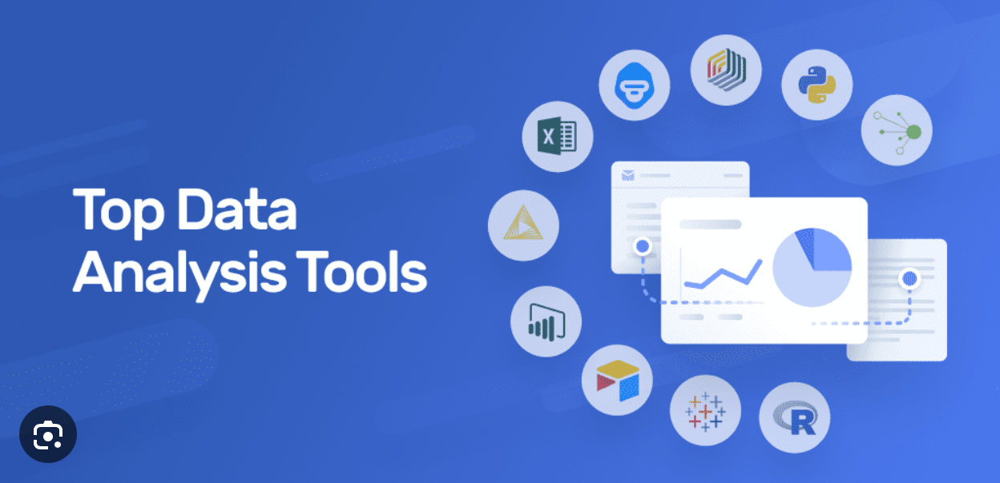 Top Data
Analysis Tools
X
R